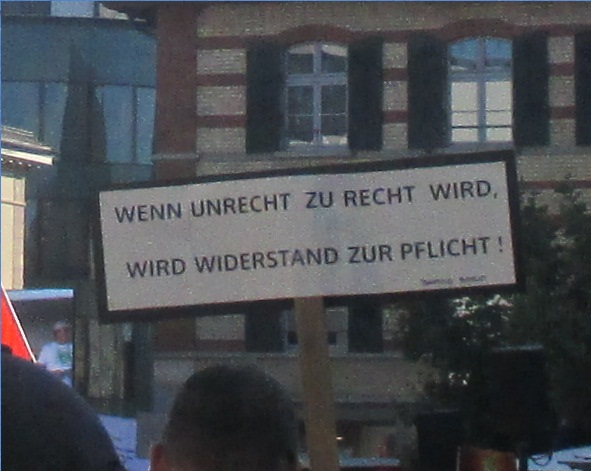 WENN UNRECHT ZU RECHT WIRD,
WIRD WIDERSTAND ZUR PFLICHT !